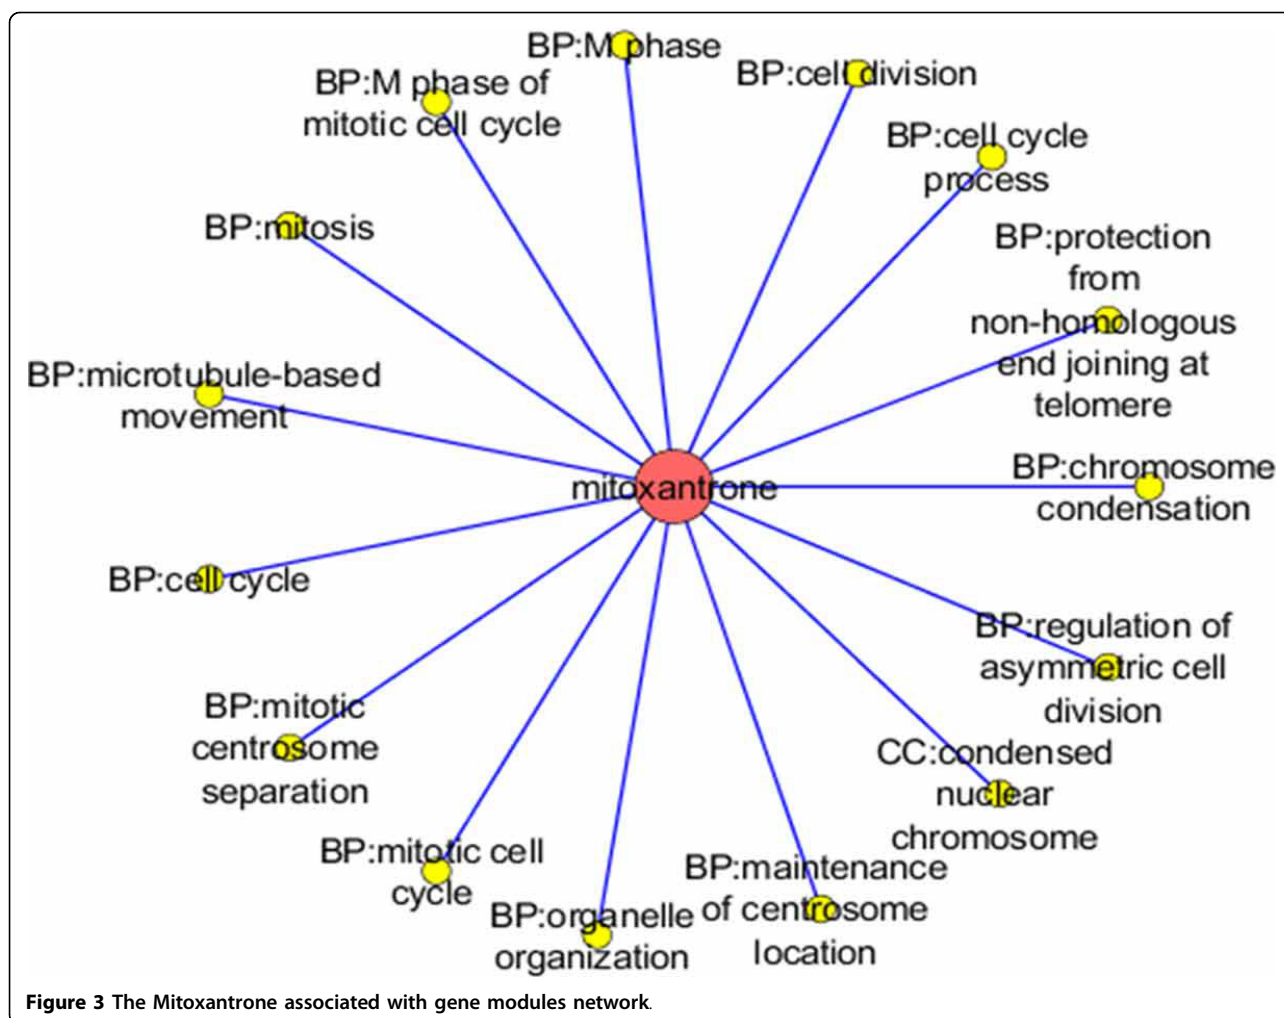 BP:M phase
BP:cell division
BP:M phase of
mitotic cell cycle
BP:cell cycle
process
BP:mitosis
BP:protection
from
non-homologous
end joining at
telomere
BP:microtubule-based
movement
BP:chromosome
condensation
mitoxantrone
BP:cell cycle
BP:regulation of
asymmetric cell
division
BP:mitotic
centrosome
separation
CC:condensed
nuclear
chromosome
BP:mitotic cell
cycle
BP:maintenance
of centrosome
location
BP:organelle
organization
Figure 3 The Mitoxantrone associated with gene modules network.